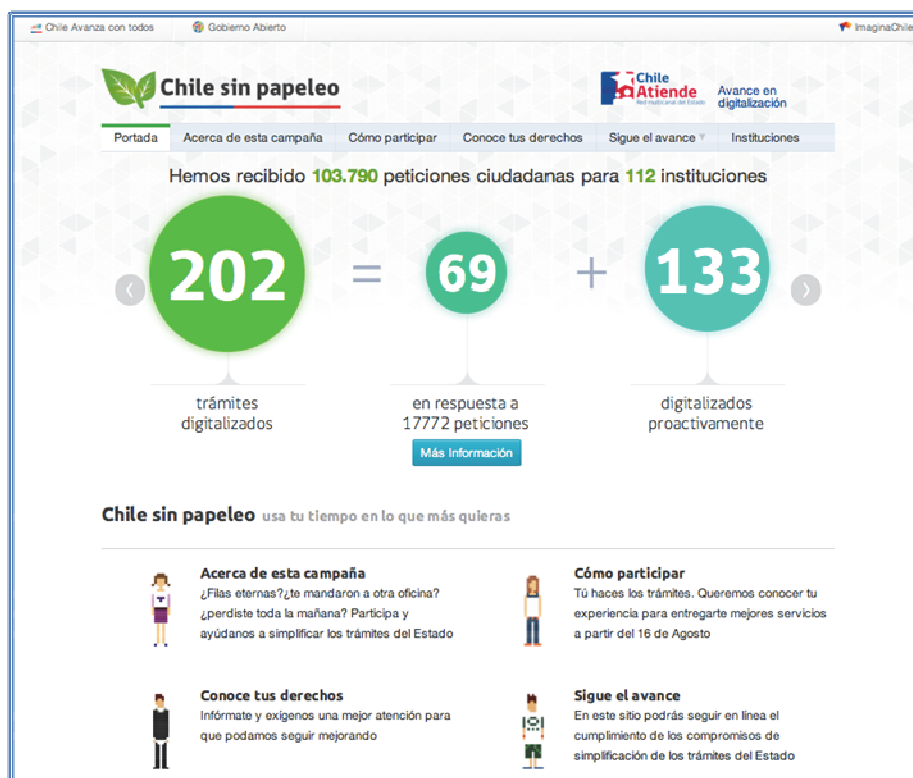 Chile Avanza con todos
Gobierno Abierto
ImaginaChile
Chile sin papeleo
Chile
Atiende
Red multicanal del Estado
Avance en
digitalización
Portada
Acerca de esta campaña
Cómo participar
Conoce tus derechos
Sigue el avance
Instituciones
Hemos recibido 103.790 peticiones ciudadanas para 112 instituciones
202 = 69 + 133
trámites
digitalizados
en respuesta a
17772 peticiones
Más Información
digitalizados
proactivamente
Chile sin papeleo usa tu tiempo en lo que más quieras
Acerca de esta campaña
¿Filas eternas?¿te mandaron a otra oficina?
¿perdiste toda la mañana? Participa y
ayúdanos a simplificar los trámites del Estado
Cómo participar
Tú haces los trámites. Queremos conocer tu
experiencia para entregarte mejores servicios
a partir del 16 de Agosto
Conoce tus derechos
Infórmate y exígenos una mejor atención para
que podamos seguir mejorando
Sigue el avance
En este sitio podrás seguir en línea el
cumplimiento de los compromisos de
simplificación de los trámites del Estado